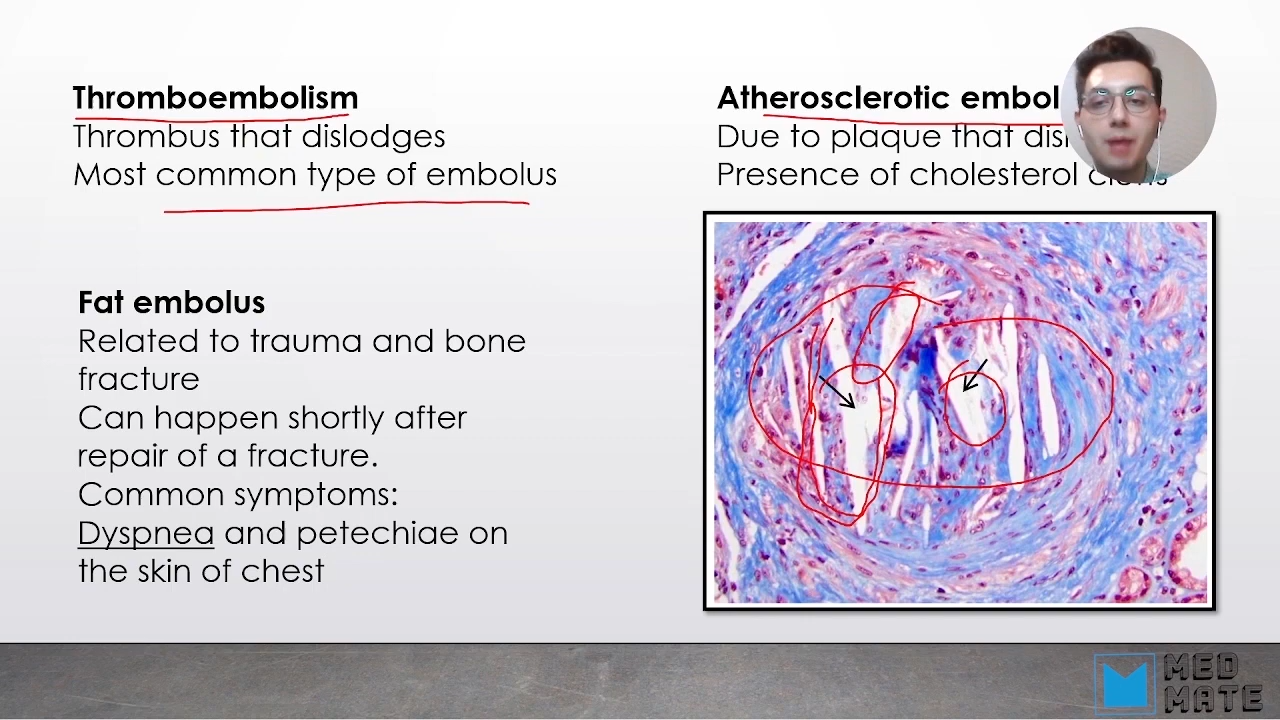 Thromboembolism
Thrombus that dislodges
Most common type of embolus
Atherosclerotic
Due to plaque that
Presence of cholesterol
Fat embolus
Related to trauma and bone
fracture
Can happen shortly after
repair of a fracture.
Common symptoms:
Dyspnea and petechiae on
the skin of chest
MED
MATE